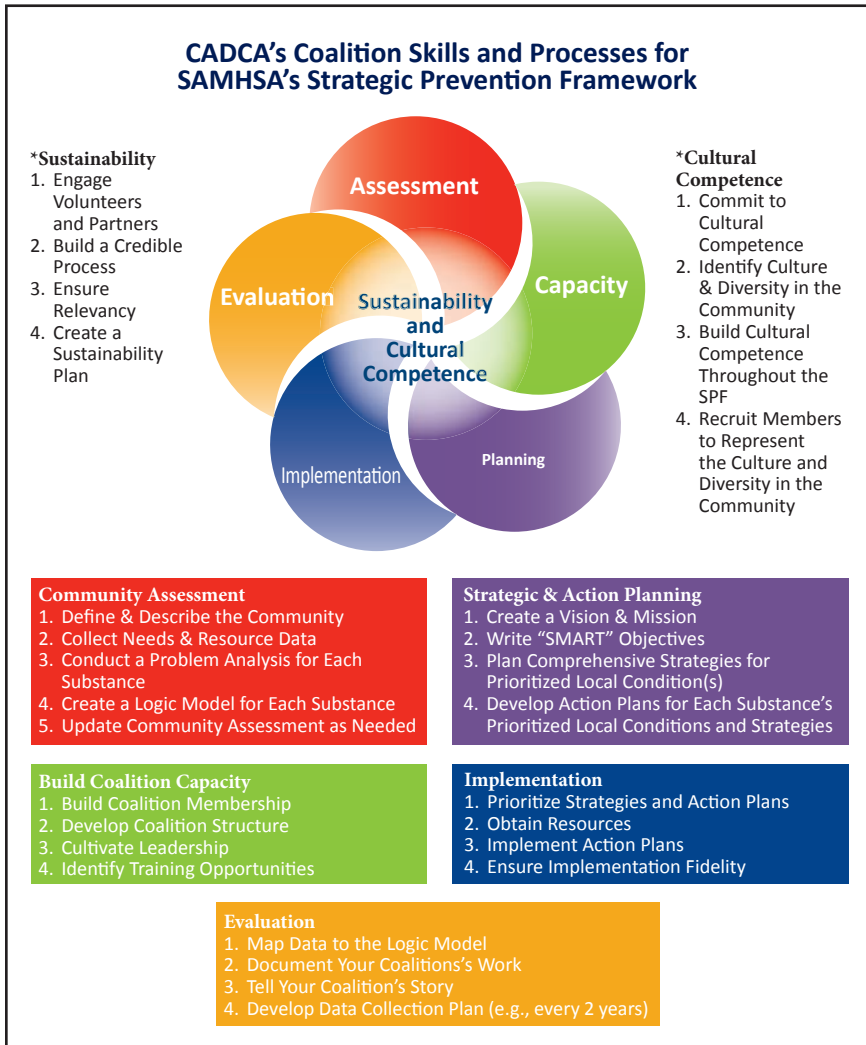 CADCA’s Coalition Skills and Processes for
SAMHSA’s Strategic Prevention Framework
*Sustainability
1. Engage
Volunteers
and Partners
2. Build a Credible
Process
3. Ensure
Relevancy
4. Create a
Sustainability
Plan
Assessment
Capacity
Planning
Implementation
Evaluation
Sustainability
and
Cultural
Competence
*Cultural
Competence
1. Commit to
Cultural
Competence
2. Identify Culture
& Diversity in the
Community
3. Build Cultural
Competence
Throughout the
SPF
4. Recruit Members
to Represent
the Culture and
Diversity in the
Community
Community Assessment
1. Define & Describe the Community
2. Collect Needs & Resource Data
3. Conduct a Problem Analysis for Each
Substance
4. Create a Logic Model for Each Substance
5. Update Community Assessment as Needed
Strategic & Action Planning
1. Create a Vision & Mission
2. Write “SMART” Objectives
3. Plan Comprehensive Strategies for
Prioritized Local Condition(s)
4. Develop Action Plans for Each Substance’s
Prioritized Local Conditions and Strategies
Build Coalition Capacity
1. Build Coalition Membership
2. Develop Coalition Structure
3. Cultivate Leadership
4. Identify Training Opportunities
Implementation
1. Prioritize Strategies and Action Plans
2. Obtain Resources
3. Implement Action Plans
4. Ensure Implementation Fidelity
Evaluation
1. Map Data to the Logic Model
2. Document Your Coalitions’s Work
3. Tell Your Coalition’s Story
4. Develop Data Collection Plan (e.g., every 2 years)